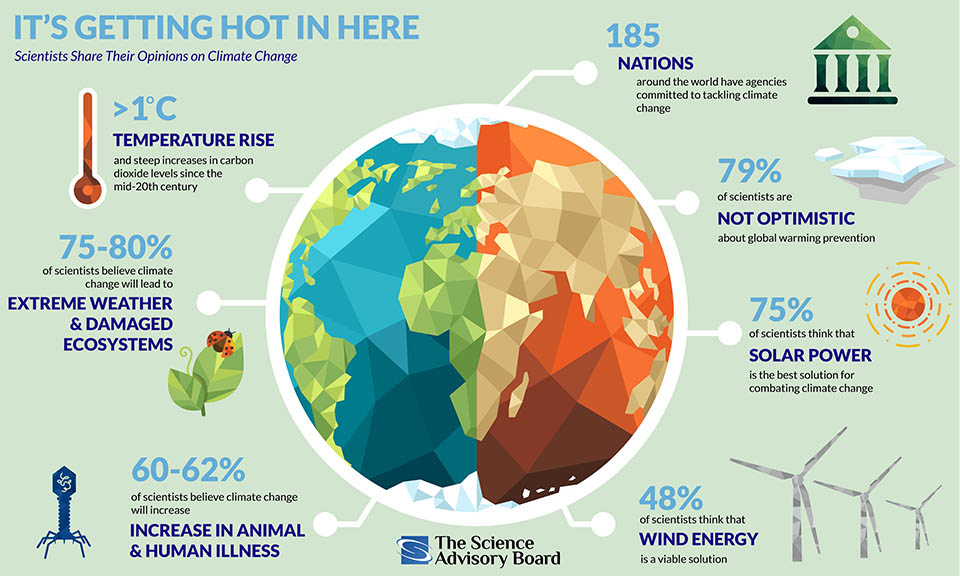 IT'S GETTING HOT IN HERE
Scientists Share Their Opinions on Climate Change
>1°C
TEMPERATURE RISE
and steep increases in carbon
dioxide levels since the
mid-20th century
75-80%
of scientists believe climate
change will lead to
EXTREME WEATHER
& DAMAGED
ECOSYSTEMS
60-62%
of scientists believe climate change
will increase
INCREASE IN ANIMAL
& HUMAN ILLNESS
185
NATIONS
around the world have agencies
committed to tackling climate
change
79%
of scientists are
NOT OPTIMISTIC
about global warming prevention
75%
of scientists think that
SOLAR POWER
is the best solution for
combating climate change
48%
of scientists think that
WIND ENERGY
is a viable solution
The Science
Advisory Board